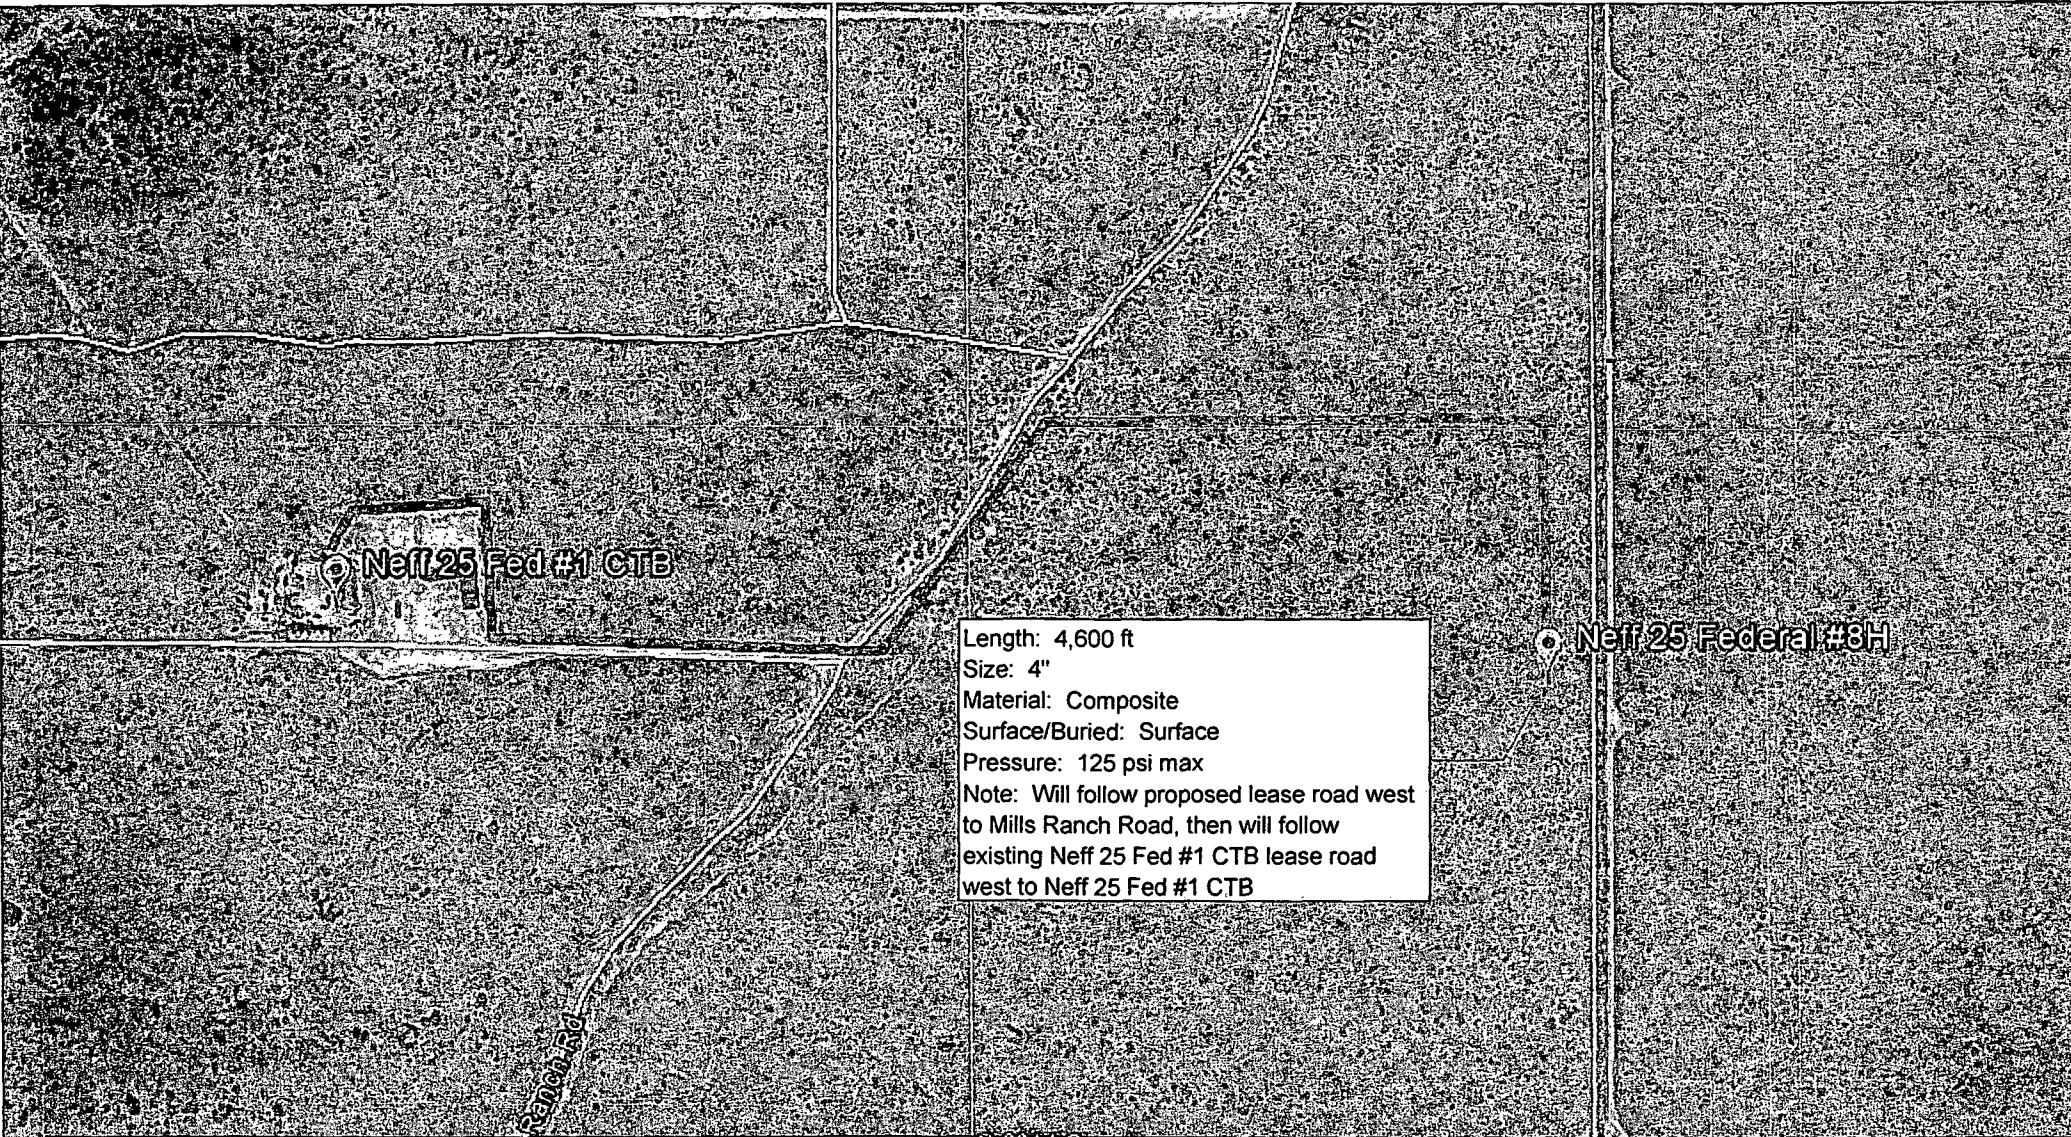 Neff 25 Fed #1 CTB
Length: 4,600 ft
Size: 4"
Material: Composite
Surface/Buried: Surface
Pressure: 125 psi max
Note: Will follow proposed lease road west
to Mills Ranch Road, then will follow
existing Neff 25 Fed #1 CTB lease road
west to Neff 25 Fed #1 CTB
Neff 25 Federal #8H
Ranch Rd